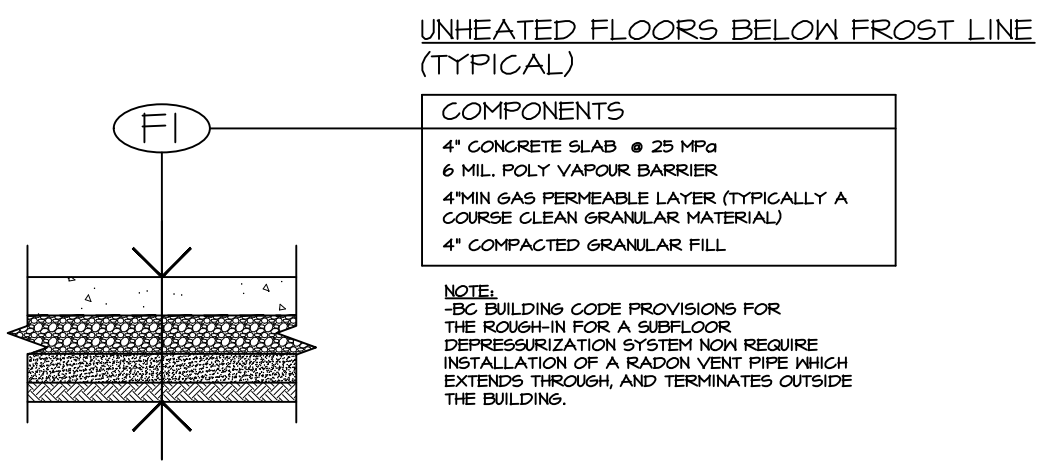 UNHEATED FLOORS BELOW FROST LINE
(TYPICAL)
F1
COMPONENTS
4" CONCRETE SLAB @ 25 MPa
6 MIL. POLY VAPOUR BARRIER
4"MIN GAS PERMEABLE LAYER (TYPICALLY A
COURSE CLEAN GRANULAR MATERIAL)
4" COMPACTED GRANULAR FILL
NOTE:
-BC BUILDING CODE PROVISIONS FOR
THE ROUGH-IN FOR A SUBFLOOR
DEPRESSURIZATION SYSTEM NOW REQUIRE
INSTALLATION OF A RADON VENT PIPE WHICH
EXTENDS THROUGH, AND TERMINATES OUTSIDE
THE BUILDING.